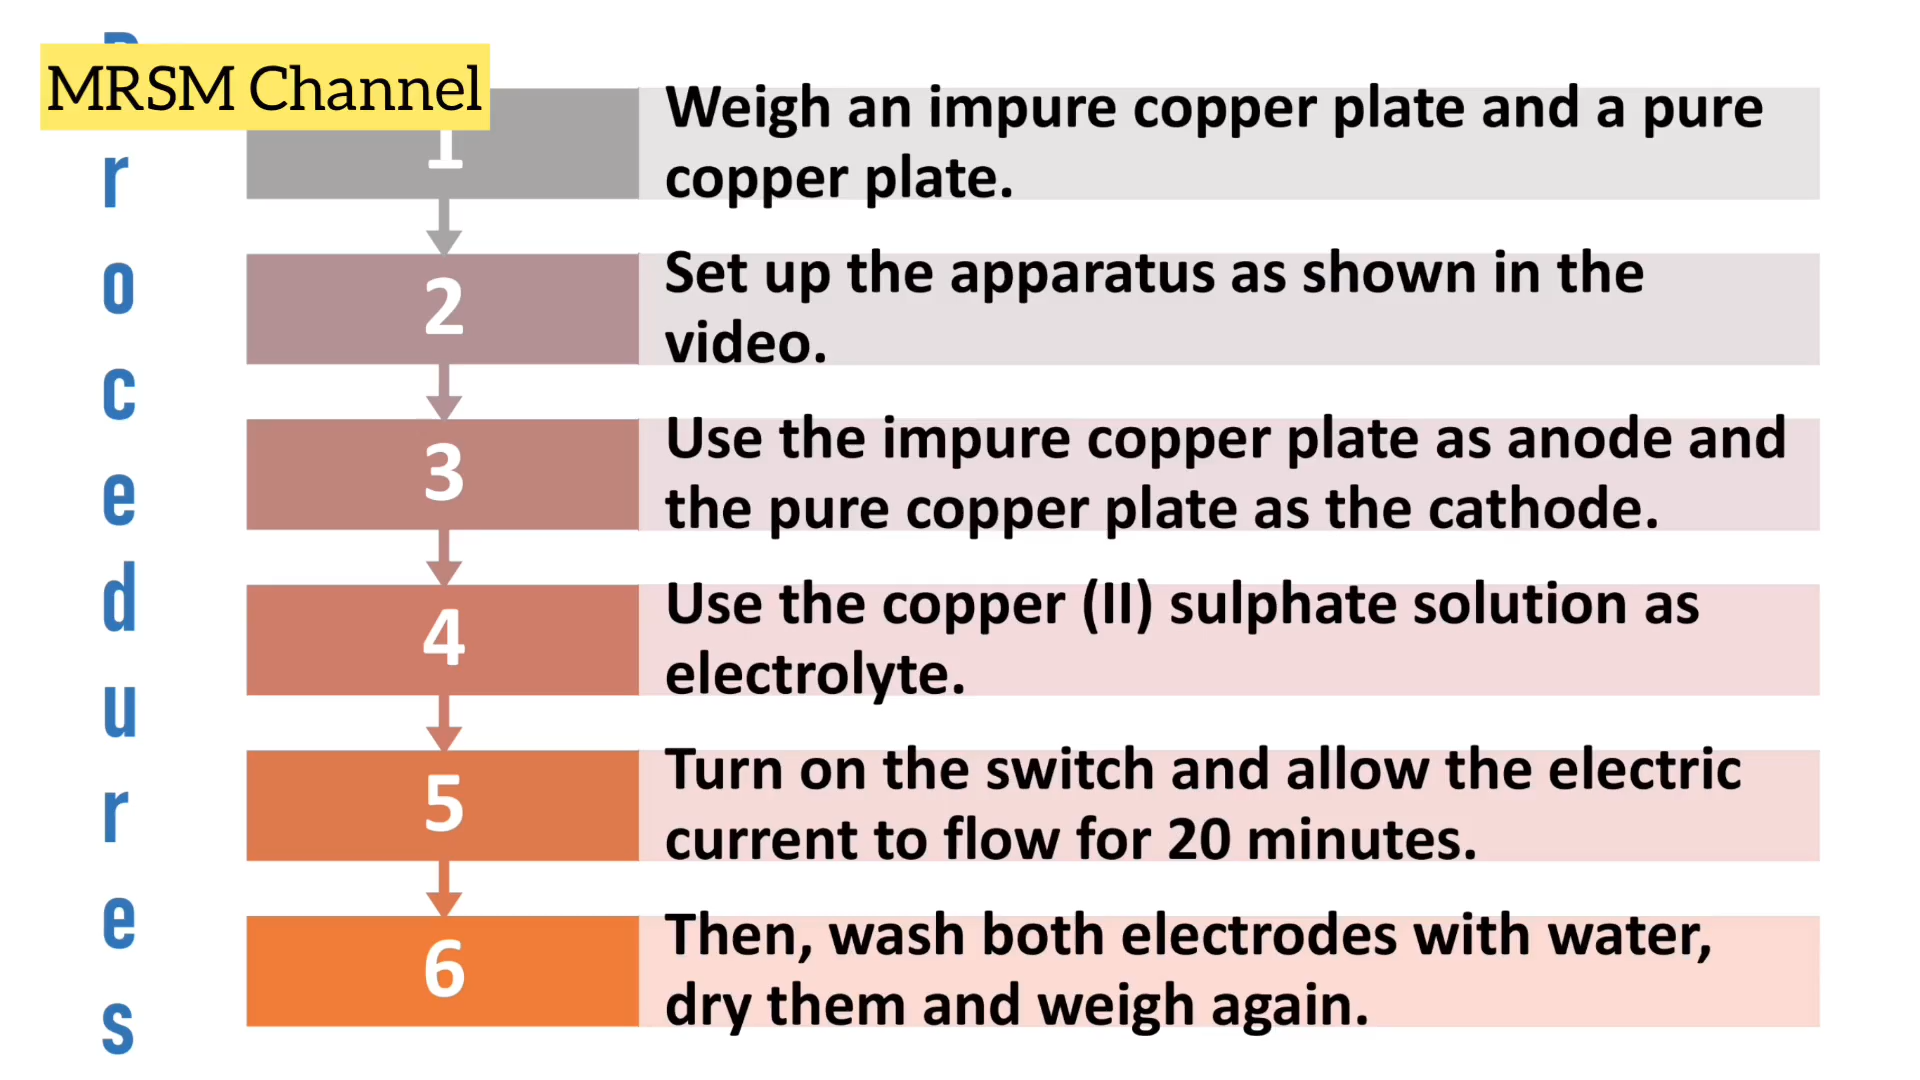 MRSM Channel
Procedures
1
Weigh an impure copper plate and a pure
copper plate.
2
Set up the apparatus as shown in the
video.
3
Use the impure copper plate as anode and
the pure copper plate as the cathode.
4
Use the copper (II) sulphate solution as
electrolyte.
5
Turn on the switch and allow the electric
current to flow for 20 minutes.
6
Then, wash both electrodes with water,
dry them and weigh again.